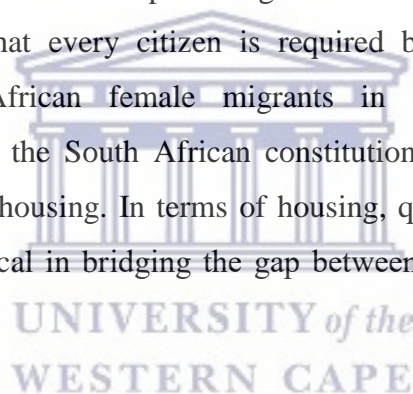 hat every citizen is required b
African female migrants in
the South African constitution
housing. In terms of housing, q
cal in bridging the gap between
UNIVERSITY of the
WESTERN CAPE